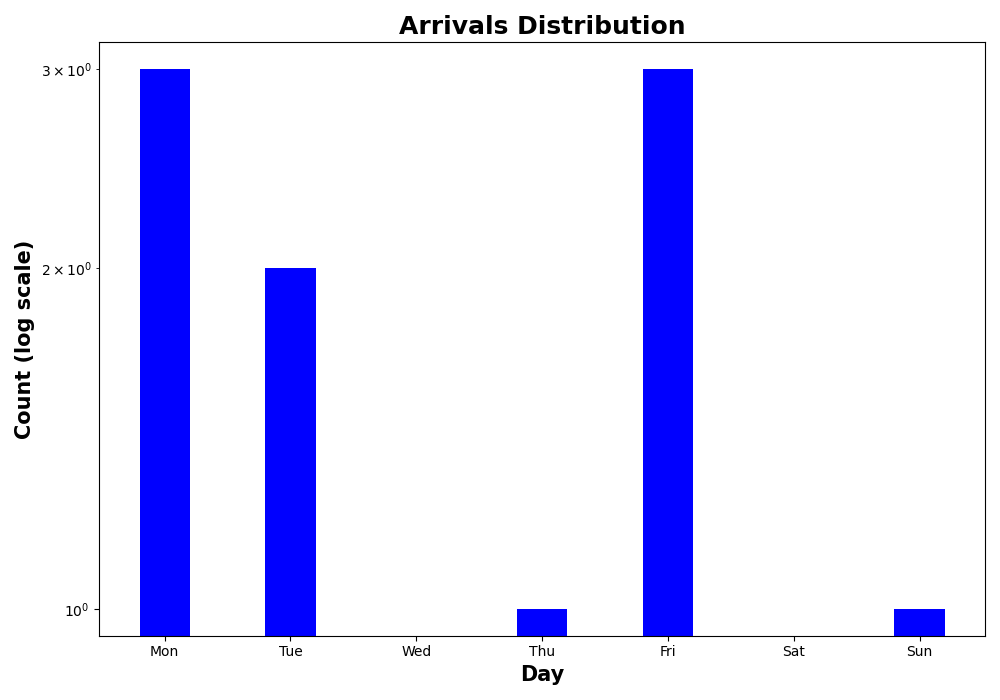 Arrivals Distribution
Count (log scale)
3 × 10⁰
2 × 10⁰
10⁰
Mon Tue Wed Thu Fri Sat Sun
Day